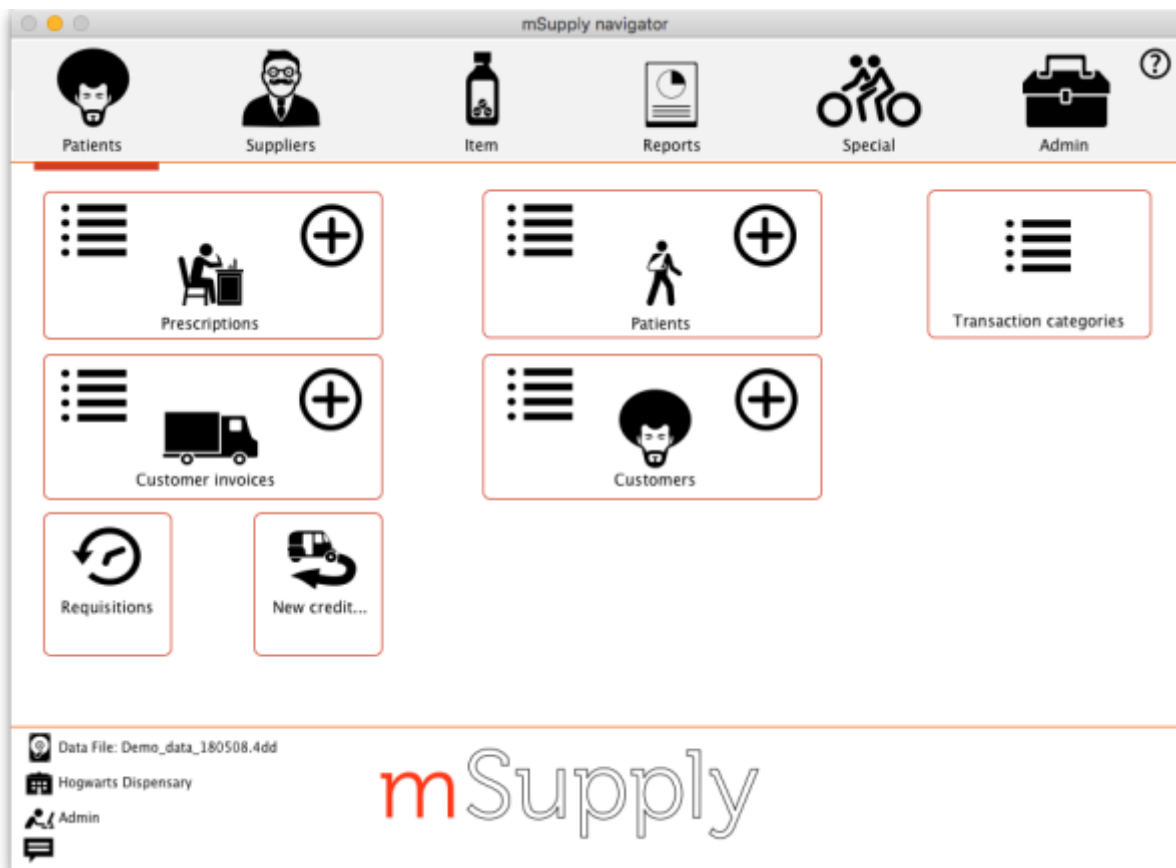 mSupply navigator
?
Patients
Suppliers
Item
Reports
Special
Admin
Prescriptions
Patients
Transaction categories
Customer invoices
Customers
Requisitions
New credit...
Data File: Demo_data_180508.4dd
Hogwarts Dispensary
Admin
mSupply